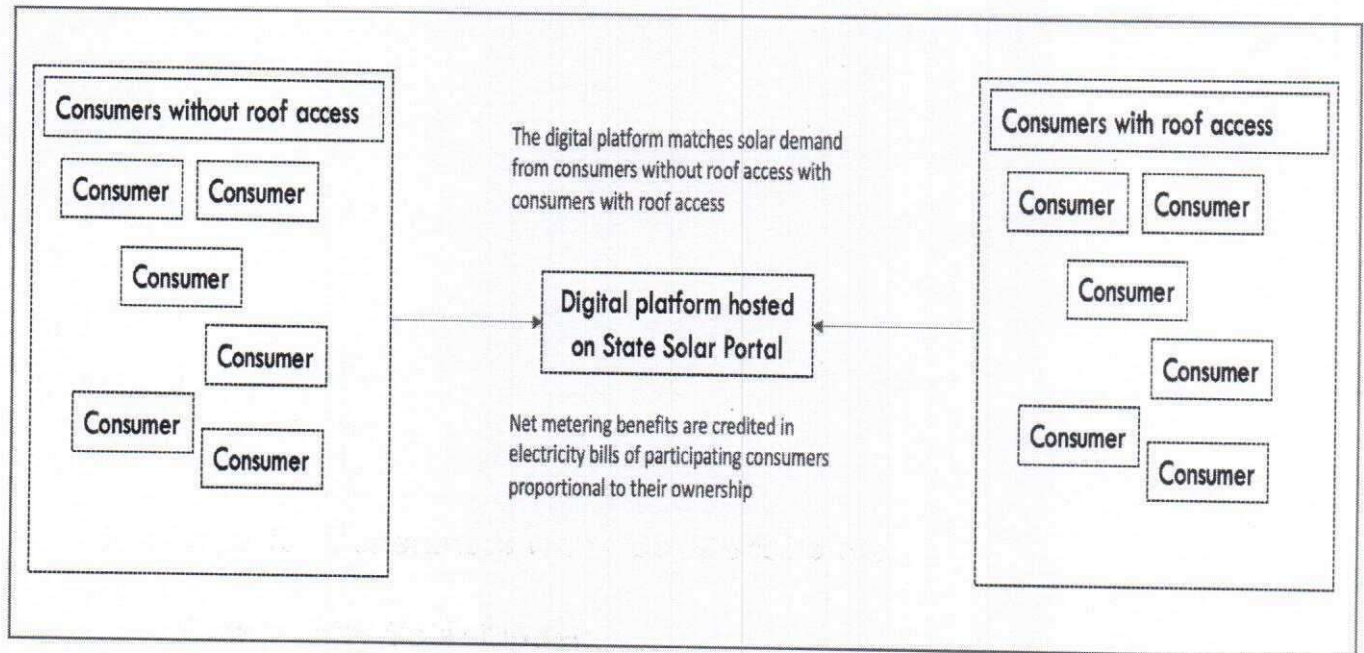 Consumers without roof access
Consumer
Consumer
Consumer
Consumer
Consumer
Consumer
The digital platform matches solar demand
from consumers without roof access with
consumers with roof access
Digital platform hosted
on State Solar Portal
Net metering benefits are credited in
electricity bills of participating consumers
proportional to their ownership
Consumers with roof access
Consumer
Consumer
Consumer
Consumer
Consumer
Consumer